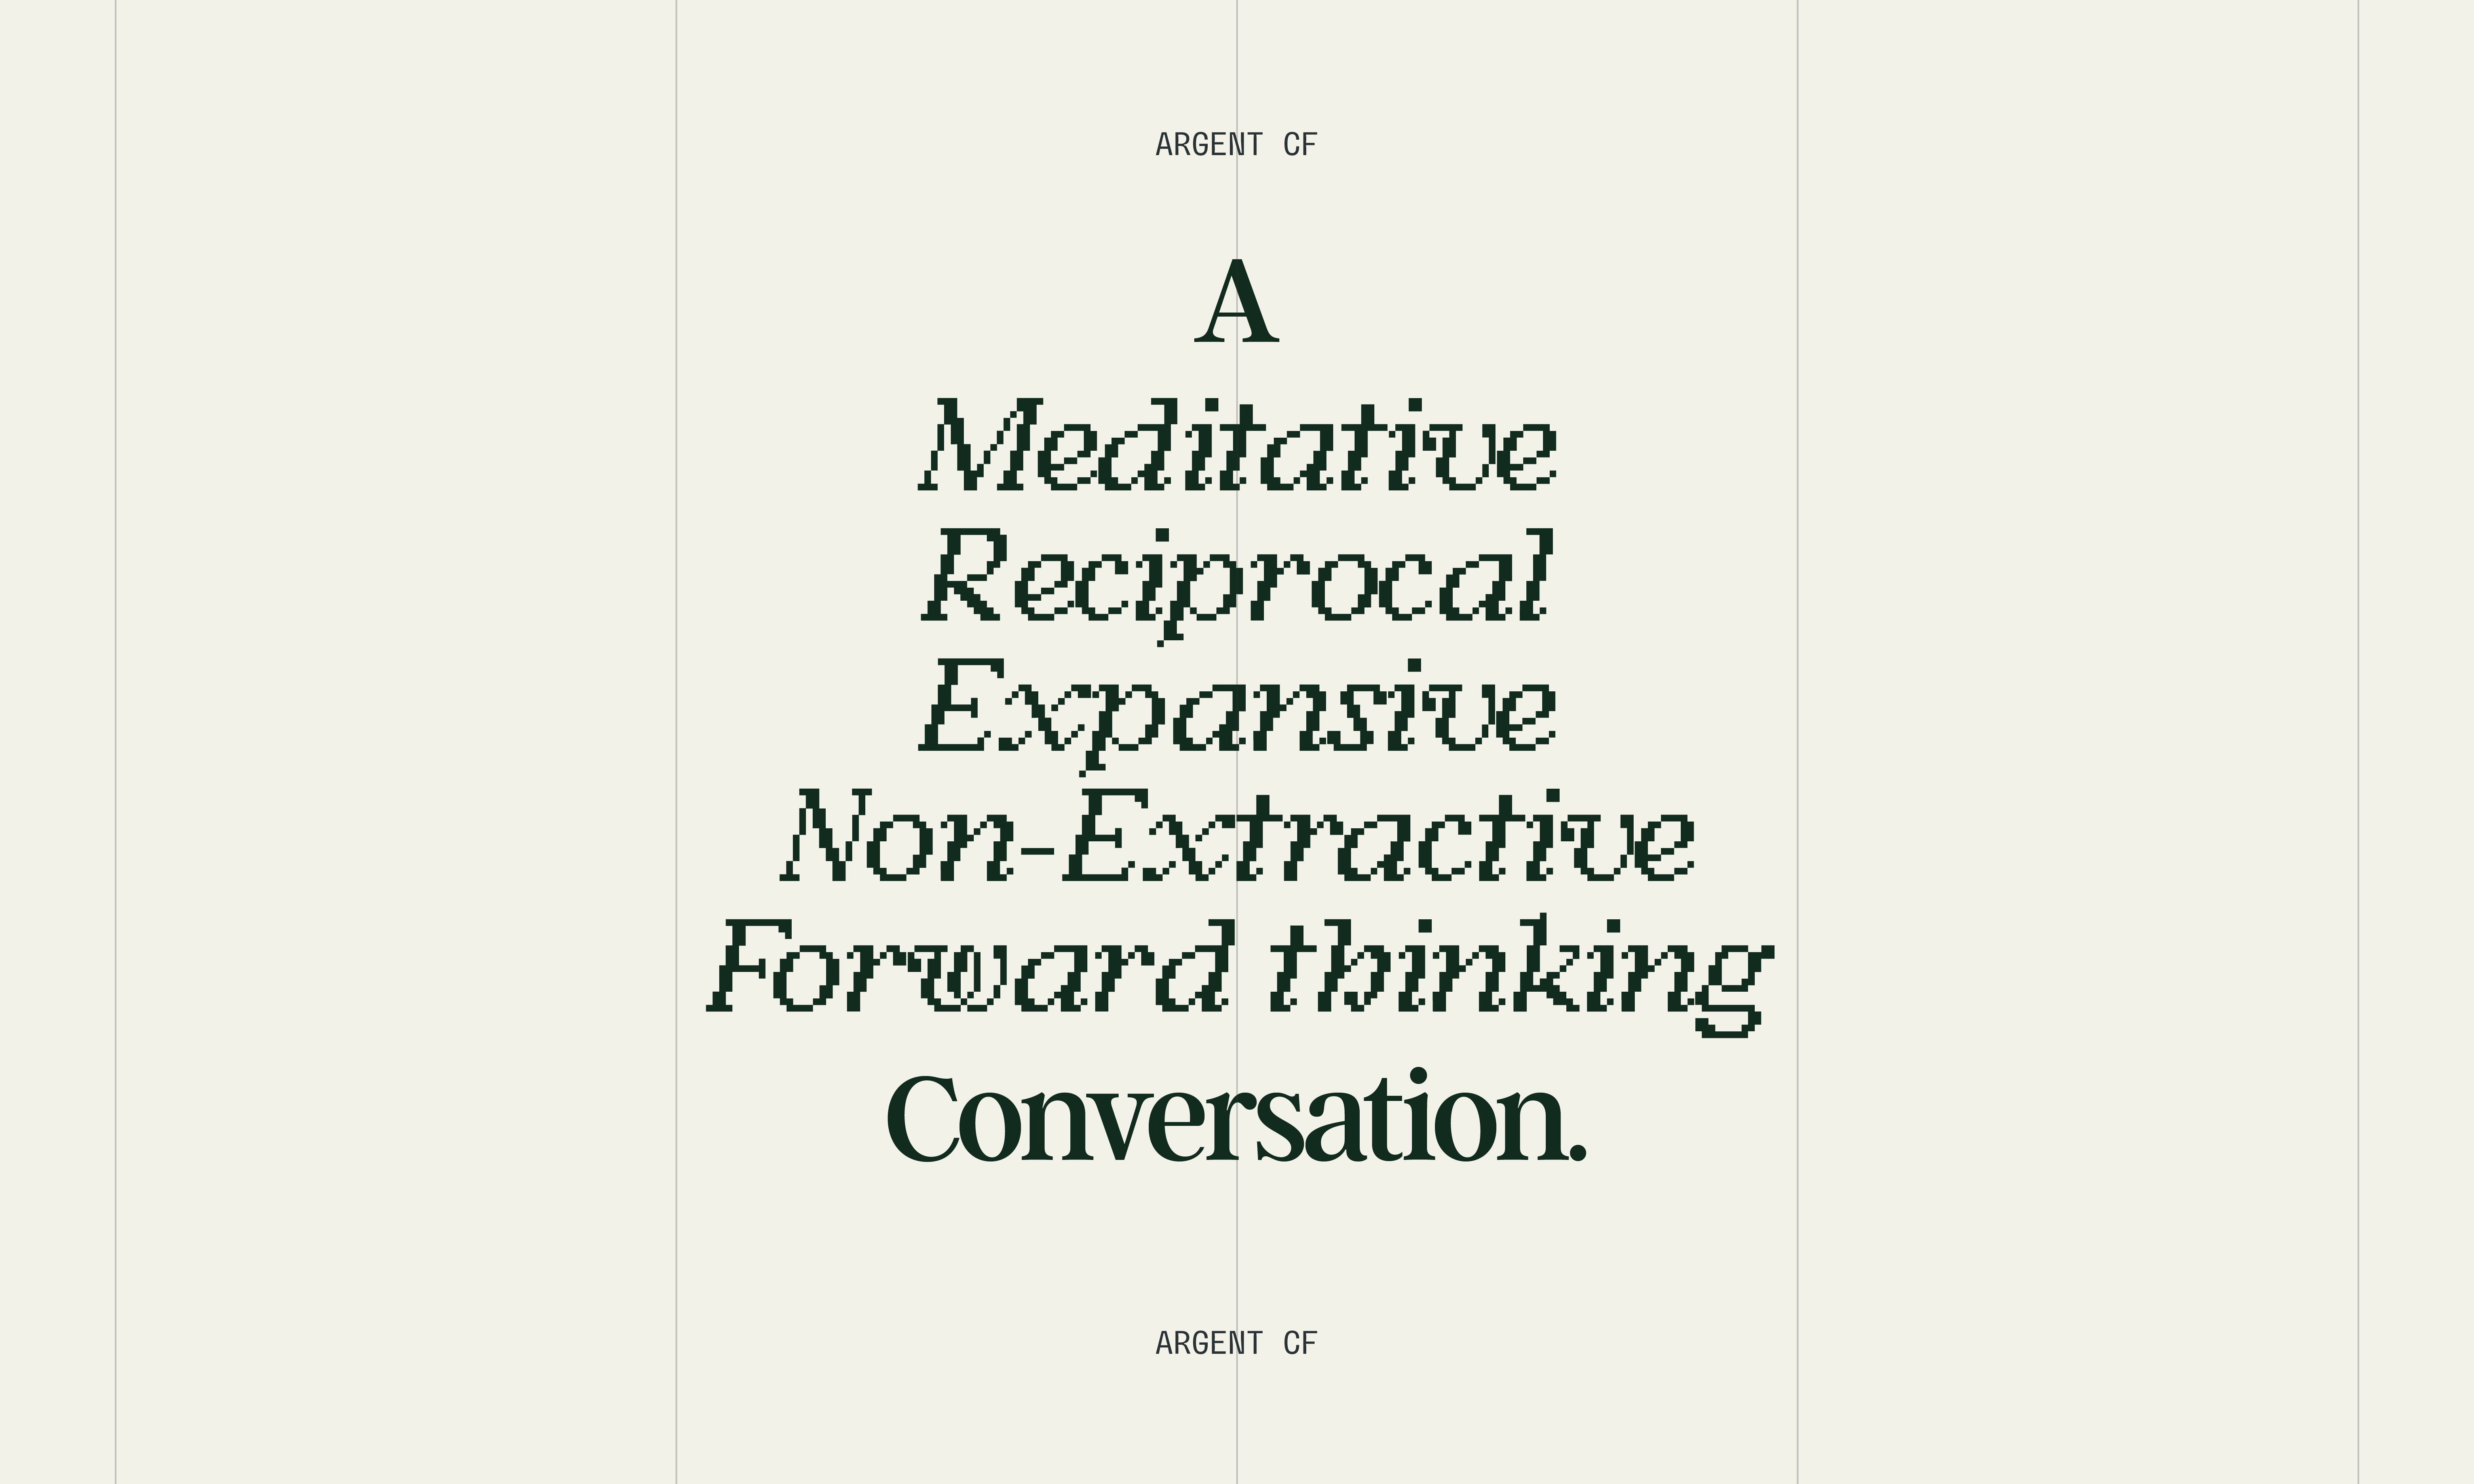 ARGENT CF
A
Meditative
Reciprocal
Expansive
Non-Extractive
Forward thinking
Conversation.
ARGENT CF